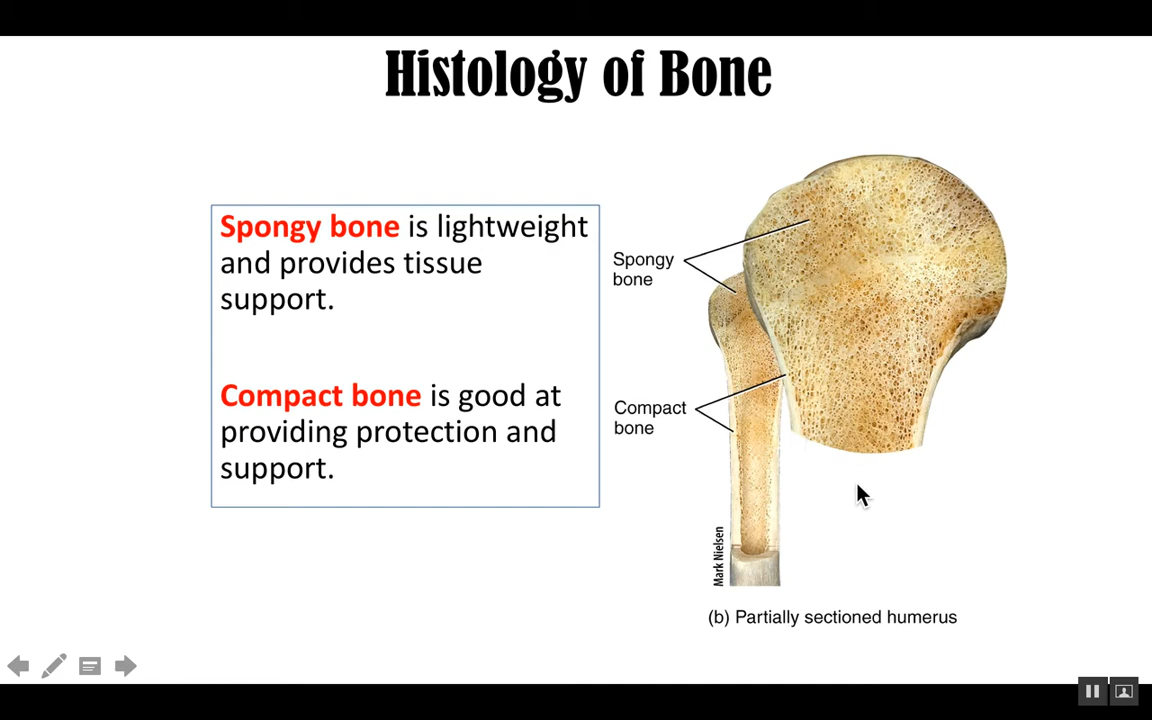 Histology of Bone
Spongy bone is lightweight
and provides tissue
support.
Compact bone is good at
providing protection and
support.
Spongy
bone
Compact
bone
Mark Nielsen
(b) Partially sectioned humerus